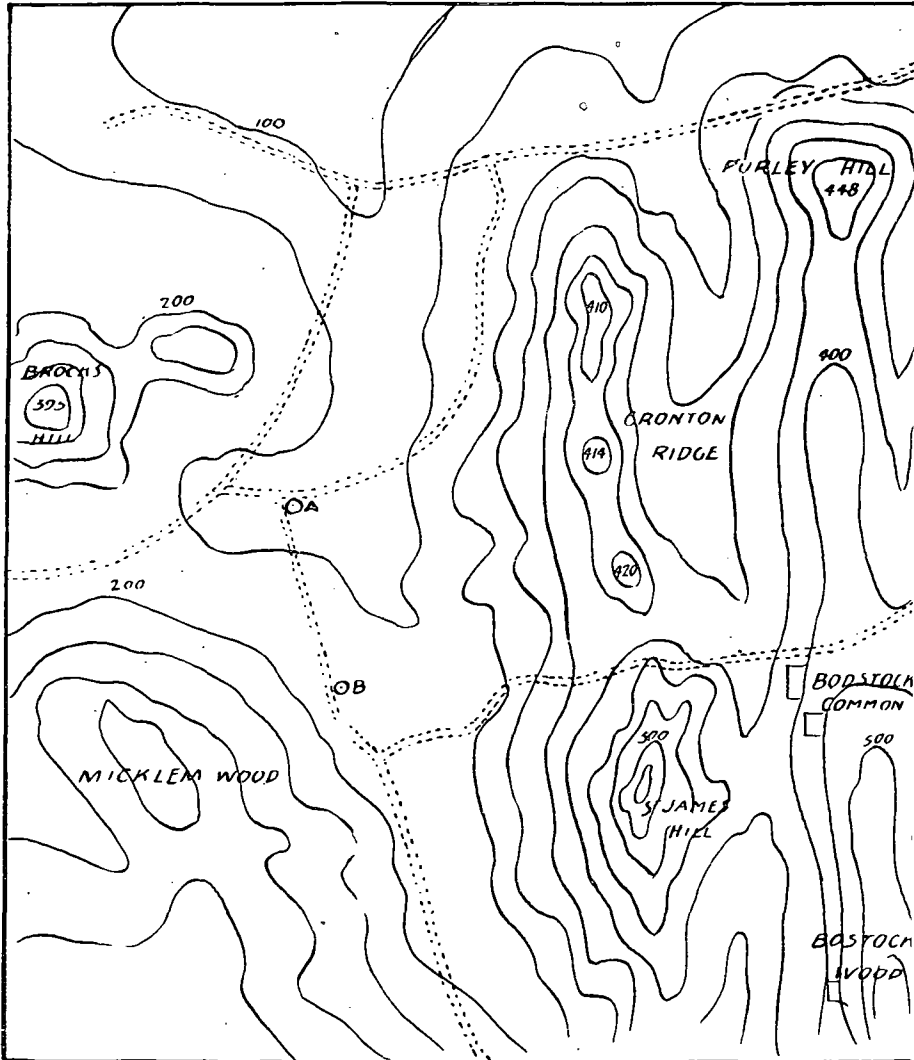 100
PURLEY HILL
448
200
410
BROCKS
395
HILL
400
CRONTON
RIDGE
414
A
420
200
B
BODSTOCK
COMMON
500
500
MICKLEM WOOD
ST JAMES
HILL
BOSTOCK
WOOD